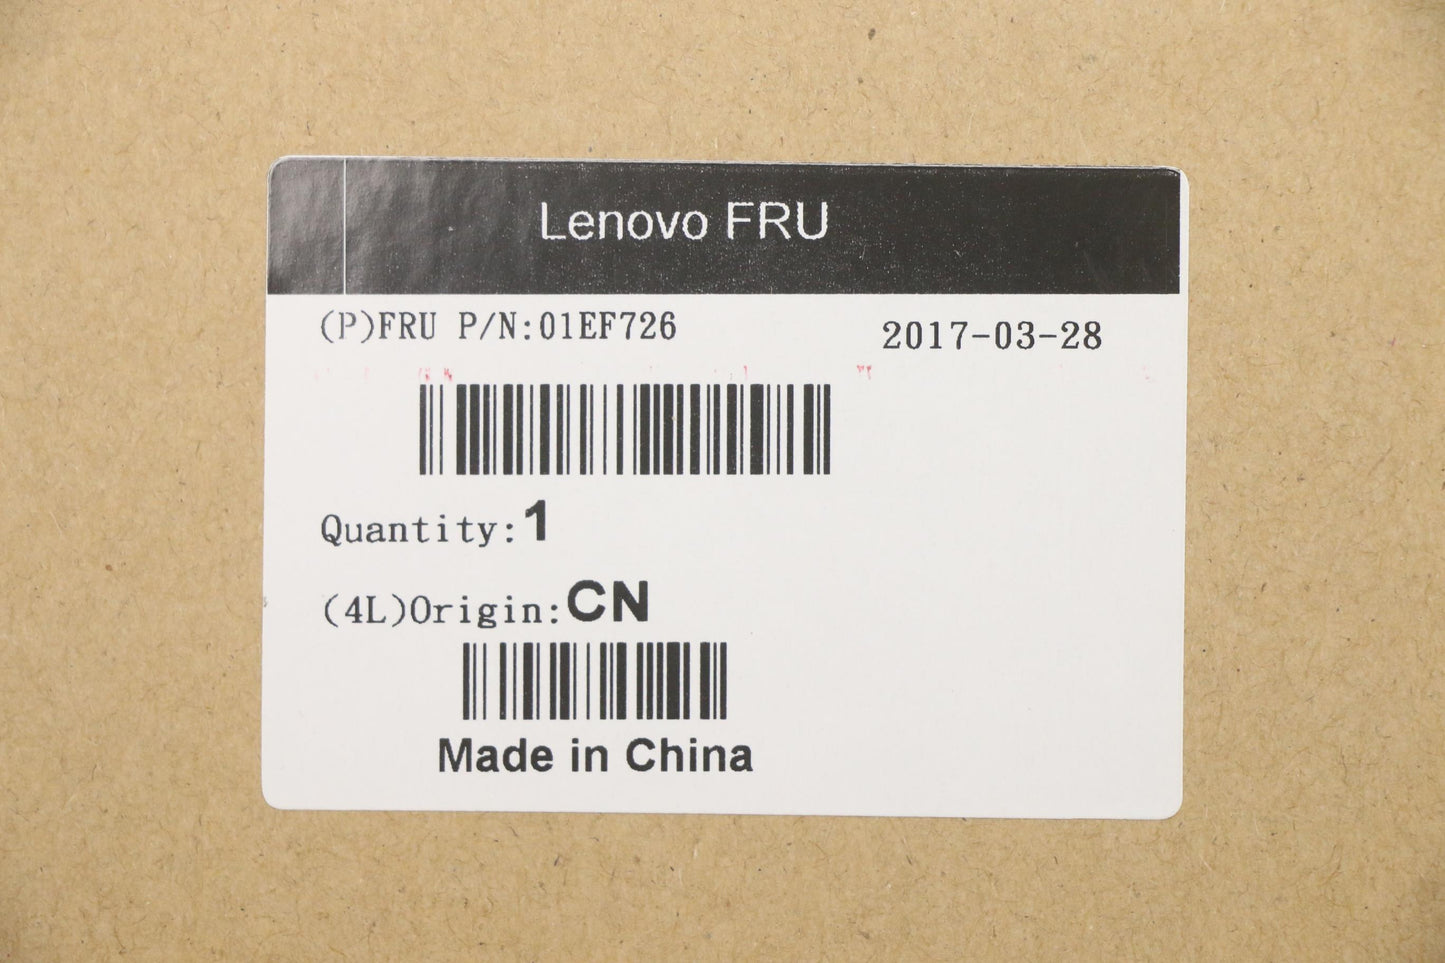 Lenovo FRU
(P)FRU P/N:01EF726
2017-03-28
Quantity:1
(4L)Origin:CN
Made in China